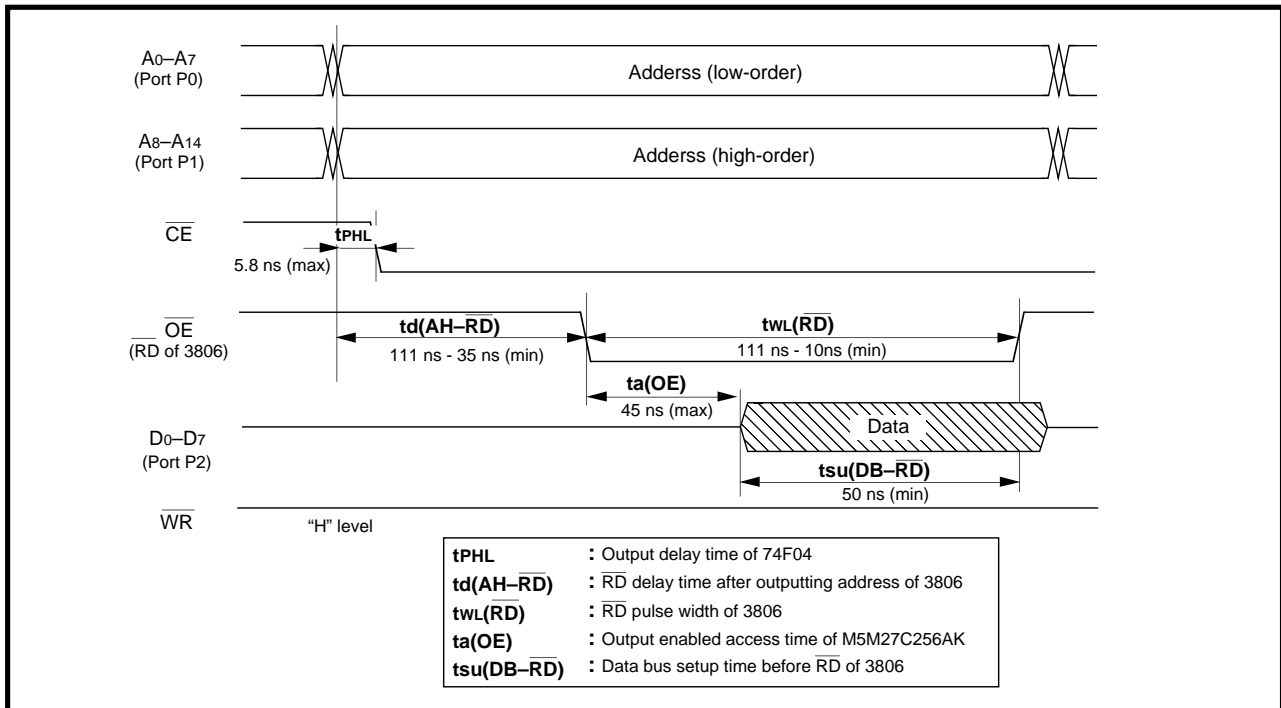 A0–A7
(Port P0)
Adderss (low-order)
A8–A14
(Port P1)
Adderss (high-order)
CE
tPHL
5.8 ns (max)
OE
(RD of 3806)
td(AH–RD)
111 ns - 35 ns (min)
twL(RD)
111 ns - 10ns (min)
ta(OE)
45 ns (max)
D0–D7
(Port P2)
Data
tsu(DB–RD)
50 ns (min)
WR
“H” level
tPHL : Output delay time of 74F04
td(AH–RD) : RD delay time after outputting address of 3806
twL(RD) : RD pulse width of 3806
ta(OE) : Output enabled access time of M5M27C256AK
tsu(DB–RD) : Data bus setup time before RD of 3806